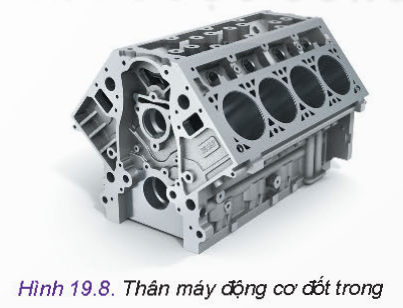 Hình 19.8. Thân máy động cơ đốt trong